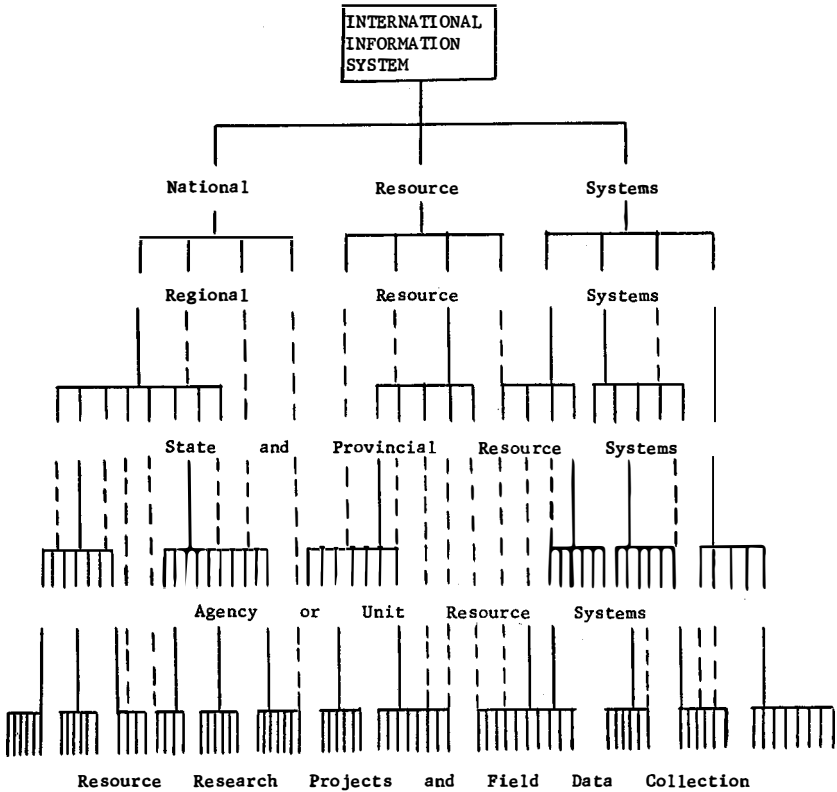 INTERNATIONAL
INFORMATION
SYSTEM
National Resource Systems
Regional Resource Systems
State and Provincial Resource Systems
Agency or Unit Resource Systems
Resource Research Projects and Field Data Collection